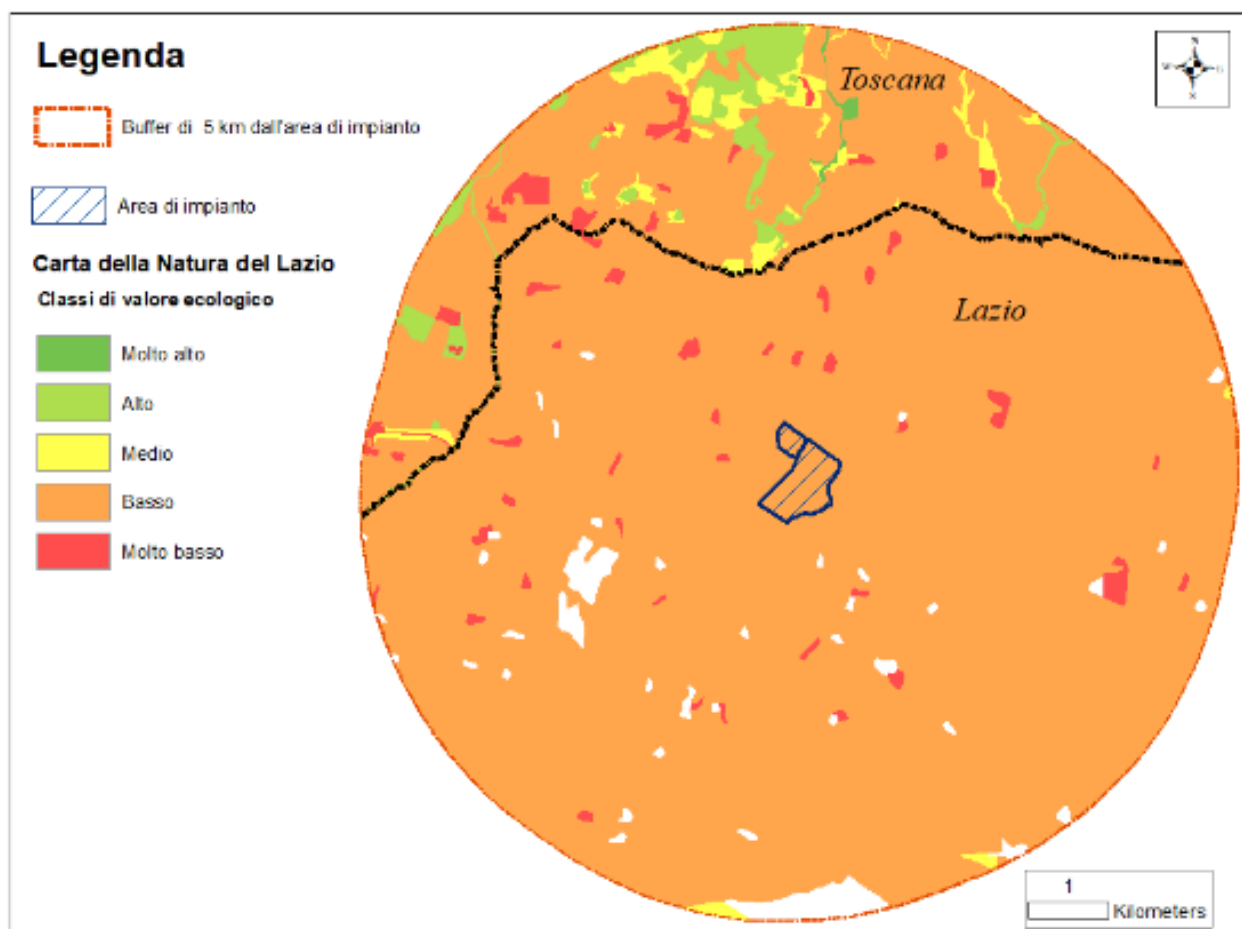 Legenda
Buffer di 5 km dall'area di impianto
Area di impianto
Carta della Natura del Lazio
Classi di valore ecologico
Molto alto
Alto
Medio
Basso
Molto basso
Toscana
Lazio
N
W
S
1
Kilometers